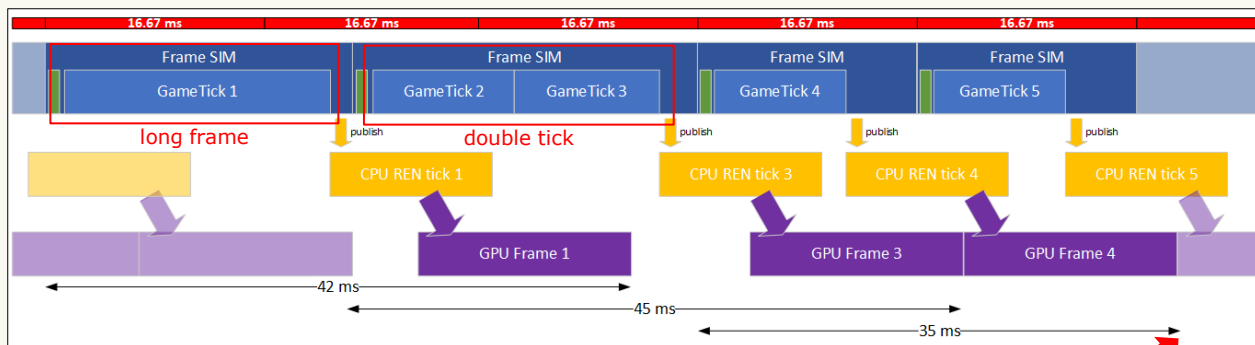 16.67 ms 16.67 ms 16.67 ms 16.67 ms 16.67 ms
Frame SIM Frame SIM Frame SIM Frame SIM
GameTick 1 GameTick 2 GameTick 3 GameTick 4 GameTick 5
long frame publish double tick publish publish publish
CPU REN tick 1 CPU REN tick 3 CPU REN tick 4 CPU REN tick 5
GPU Frame 1 GPU Frame 3 GPU Frame 4
42 ms
45 ms
35 ms